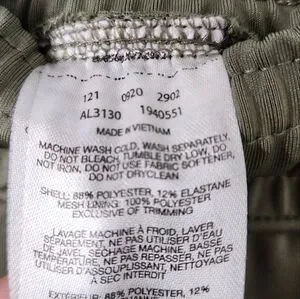 121 0920 2902
AL3130 1940551
MADE IN VIETNAM
MACHINE WASH COLD, WASH SEPARATELY,
DO NOT BLEACH, TUMBLE DRY LOW, DO
NOT IRON, DO NOT USE FABRIC SOFTENER,
DO NOT DRYCLEAN
SHELL: 88% POLYESTER, 12% ELASTANE
MESH LINING: 100% POLYESTER
EXCLUSIVE OF TRIMMING
LAVAGE MACHINE À FROID, LAVER
SÉPAREMENT, NE PAS UTILISER D'EAU
DE JAVEL, SÉCHAGE MACHINE, BASSE
TEMPÉRATURE, NE PAS REPASSER, NE PAS
UTILISER D'ASSOUPLISSANT, NETTOYAGE
À SEC INTERDIT
EXTÉRIEUR: 88% POLYESTER, 12%